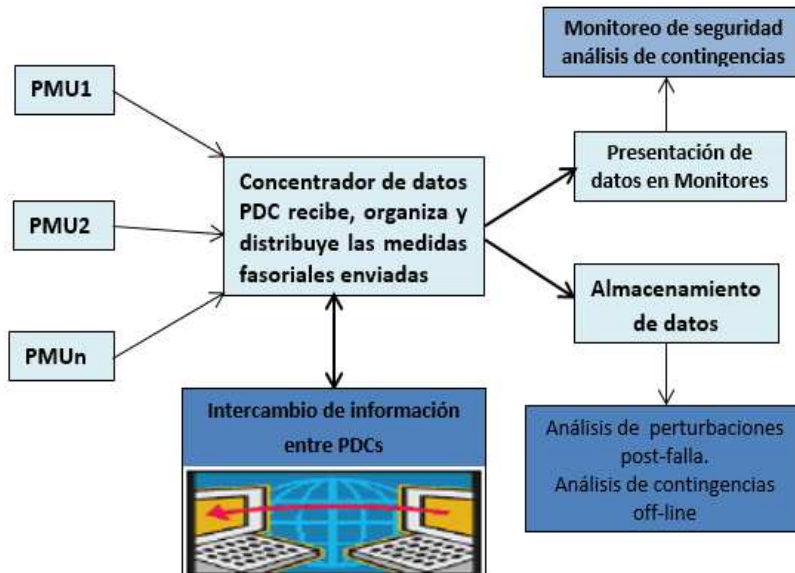 Monitoreo de seguridad
análisis de contingencias
PMU1
Presentación de
datos en Monitores
Concentrador de datos
PDC recibe, organiza y
distribuye las medidas
fasoriales enviadas
PMU2
Almacenamiento
de datos
PMUn
Intercambio de información
entre PDCs
Análisis de perturbaciones
post-falla.
Análisis de contingencias
off-line